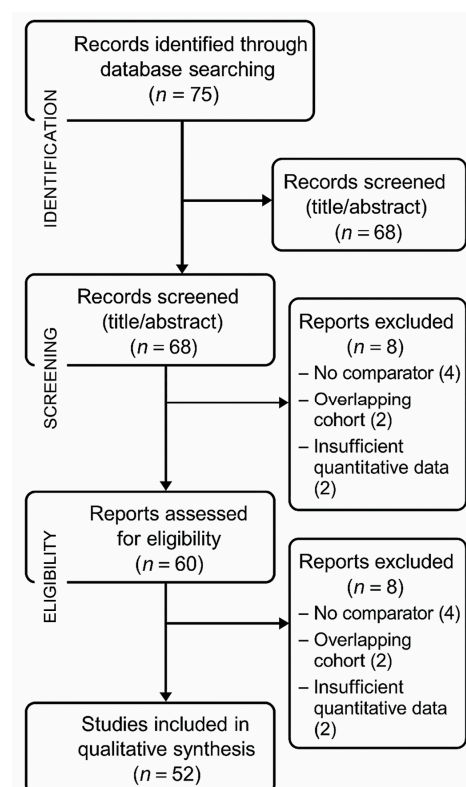 Records identified through
database searching
(n = 75)
IDENTIFICATION
Records screened
(title/abstract)
(n = 68)
Records screened
(title/abstract)
(n = 68)
SCREENING
Reports excluded
(n = 8)
– No comparator (4)
– Overlapping
cohort (2)
– Insufficient
quantitative data
(2)
Reports assessed
for eligibility
(n = 60)
ELIGIBILITY
Reports excluded
(n = 8)
– No comparator (4)
– Overlapping
cohort (2)
– Insufficient
quantitative data
(2)
Studies included in
qualitative synthesis
(n = 52)